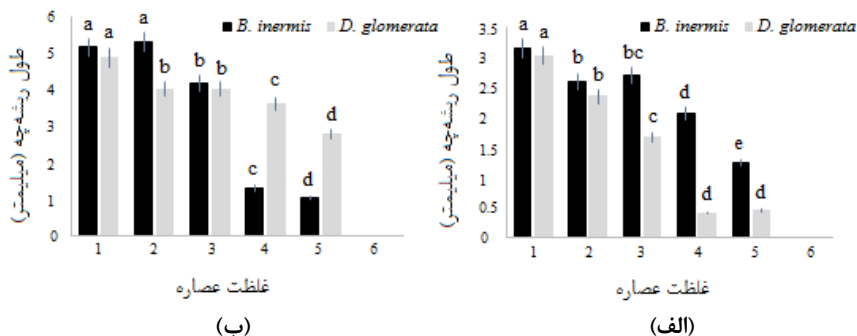 B. inermis D. glomerata
طول ریشه‌چه (میلیمتر)
3.5
3
2.5
2
1.5
1
0.5
0
a a
b b
bc c
d d
e d
1 2 3 4 5 6
غلظت عصاره
(الف)
B. inermis D. glomerata
طول ریشه‌چه (میلیمتر)
6
5
4
3
2
1
0
a a
a b
b b
c c
d d
1 2 3 4 5 6
غلظت عصاره
(ب)